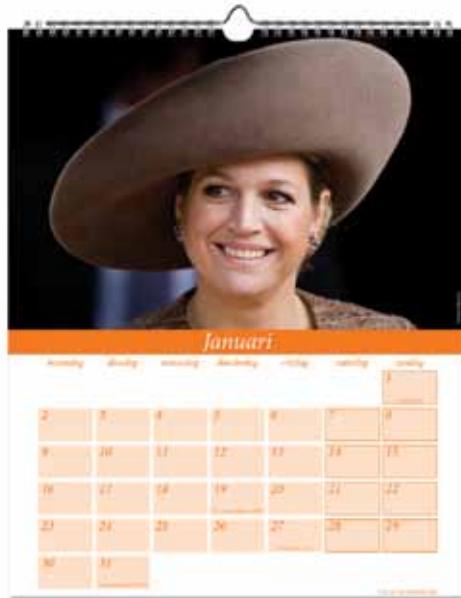 Januari
maandag dinsdag woensdag donderdag vrijdag zaterdag zondag
1
2 3 4 5 6 7 8
9 10 11 12 13 14 15
16 17 18 19 20 21 22
23 24 25 26 27 28 29
30 31